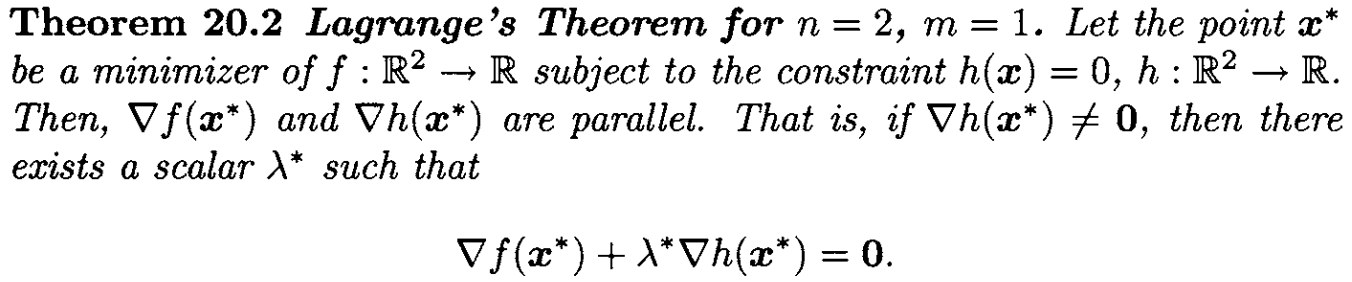 Theorem 20.2 Lagrange's Theorem for n = 2, m = 1. Let the point x*
be a minimizer of f : ℝ² → ℝ subject to the constraint h(x) = 0, h : ℝ² → ℝ.
Then, ∇f(x*) and ∇h(x*) are parallel. That is, if ∇h(x*) ≠ 0, then there
exists a scalar λ* such that
∇f(x*) + λ*∇h(x*) = 0.